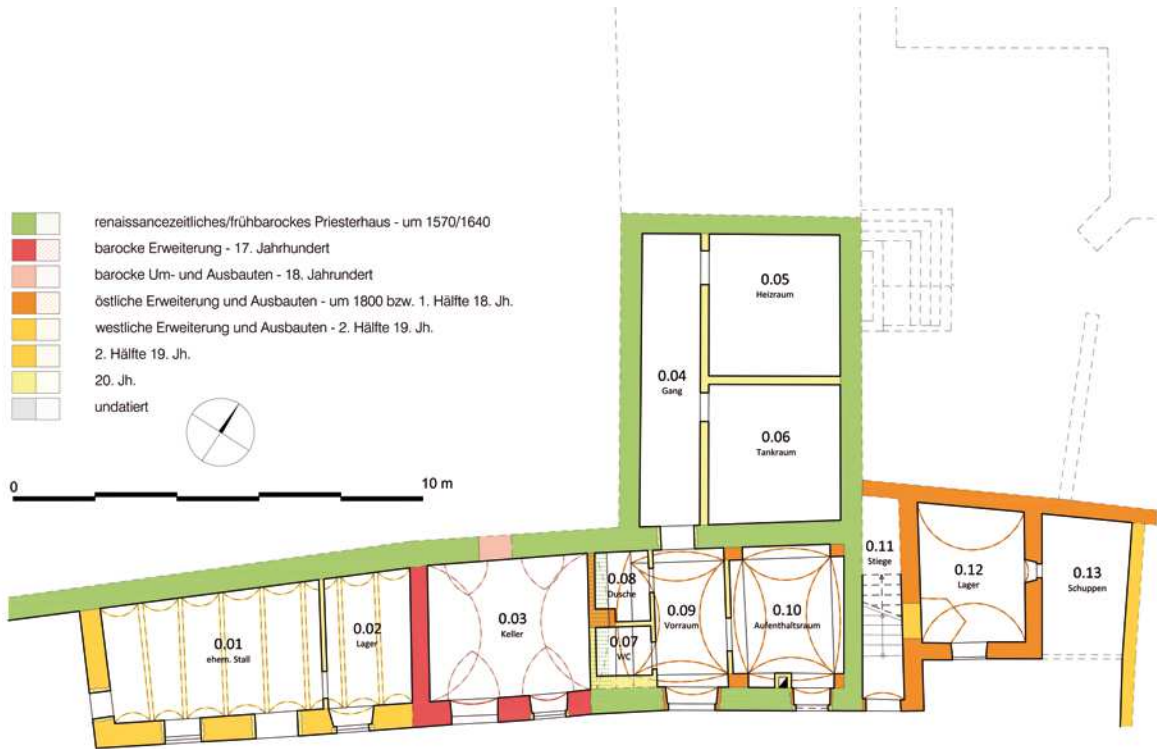 renaissancezeitliches/frühbarockes Priesterhaus - um 1570/1640
barocke Erweiterung - 17. Jahrhundert
barocke Um- und Ausbauten - 18. Jahrundert
östliche Erweiterung und Ausbauten - um 1800 bzw. 1. Hälfte 18. Jh.
westliche Erweiterung und Ausbauten - 2. Hälfte 19. Jh.
2. Hälfte 19. Jh.
20. Jh.
undatiert
0
10 m
0.05
Heizraum
0.04
Gang
0.06
Tankraum
0.11
Stiege
0.12
Lager
0.13
Schuppen
0.08
Dusche
0.09
Vorraum
0.10
Aufenthaltsraum
0.07
WC
0.03
Keller
0.02
Lager
0.01
ehem. Stall